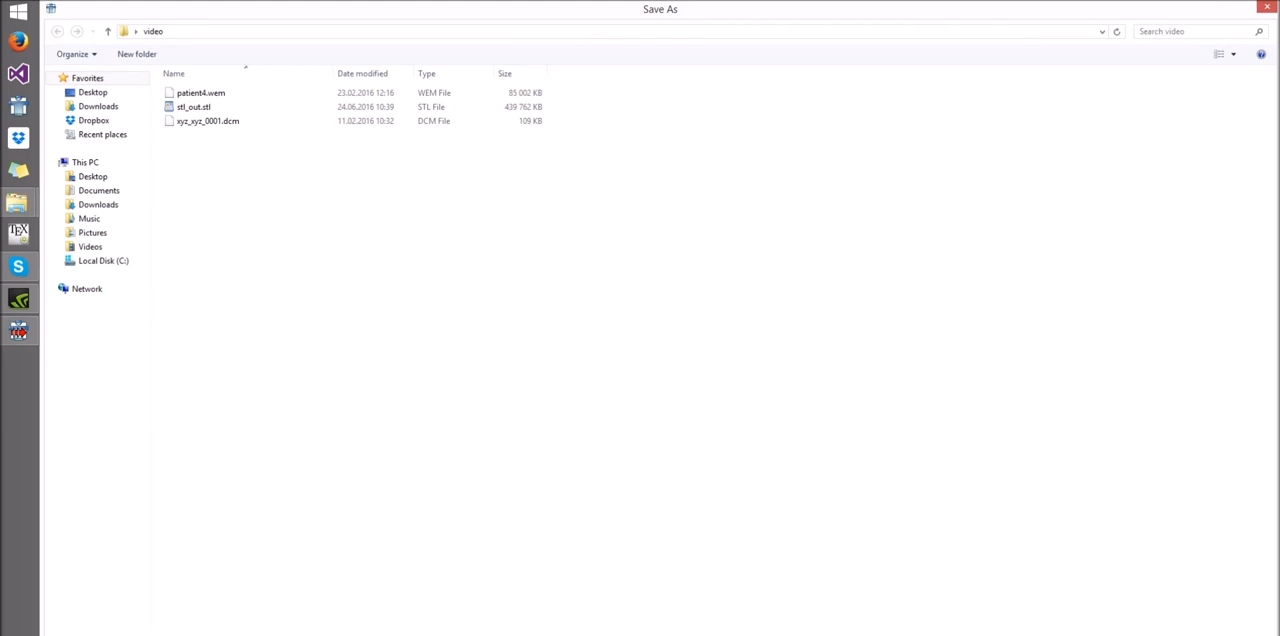 Save As
video
Search video
Organize
New folder
Name Date modified Type Size
Favorites
Desktop
Downloads
Dropbox
Recent places
This PC
Desktop
Documents
Downloads
Music
Pictures
Videos
Local Disk (C:)
Network
patient4.wem 23.02.2016 12:16 WEM File 85 002 KB
stl_out.stl 24.06.2016 10:39 STL File 439 762 KB
xyz_xyz_0001.dcm 11.02.2016 10:32 DCM File 109 KB
TEX